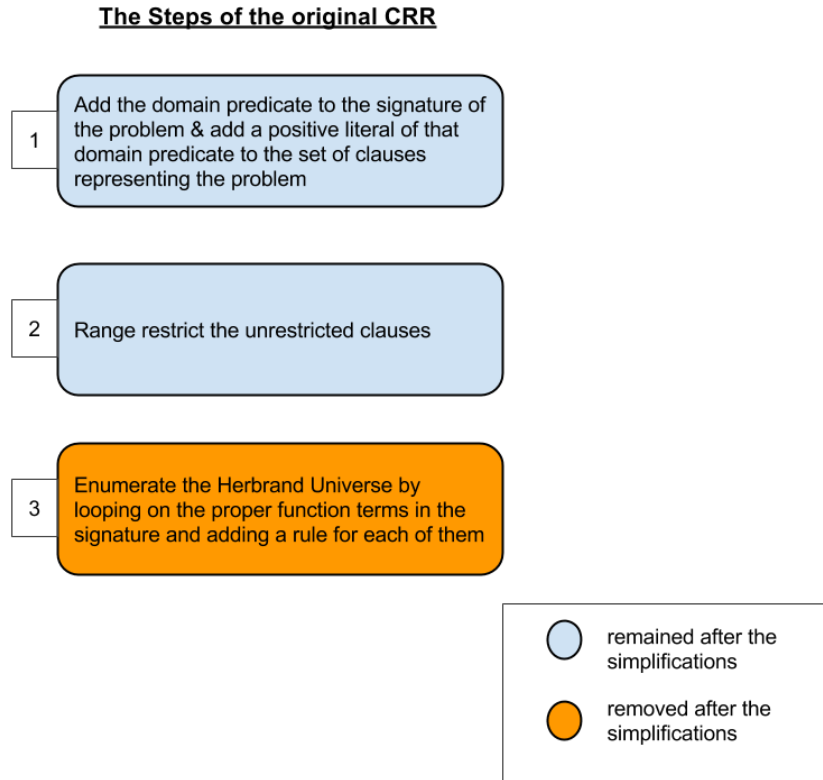 The Steps of the original CRR
1
Add the domain predicate to the signature of
the problem & add a positive literal of that
domain predicate to the set of clauses
representing the problem
2
Range restrict the unrestricted clauses
3
Enumerate the Herbrand Universe by
looping on the proper function terms in the
signature and adding a rule for each of them
remained after the
simplifications
removed after the
simplifications